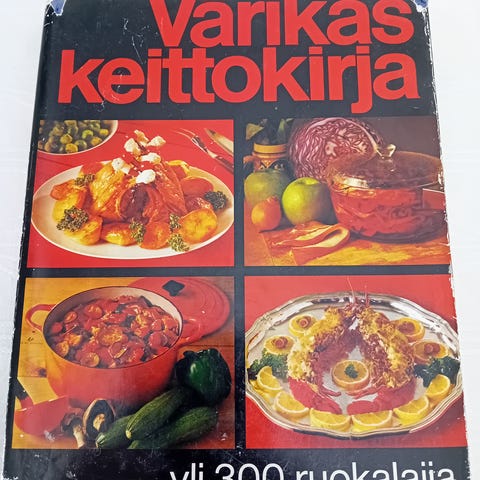 Värikäs
keittokirja
yli 300 ruokalajia